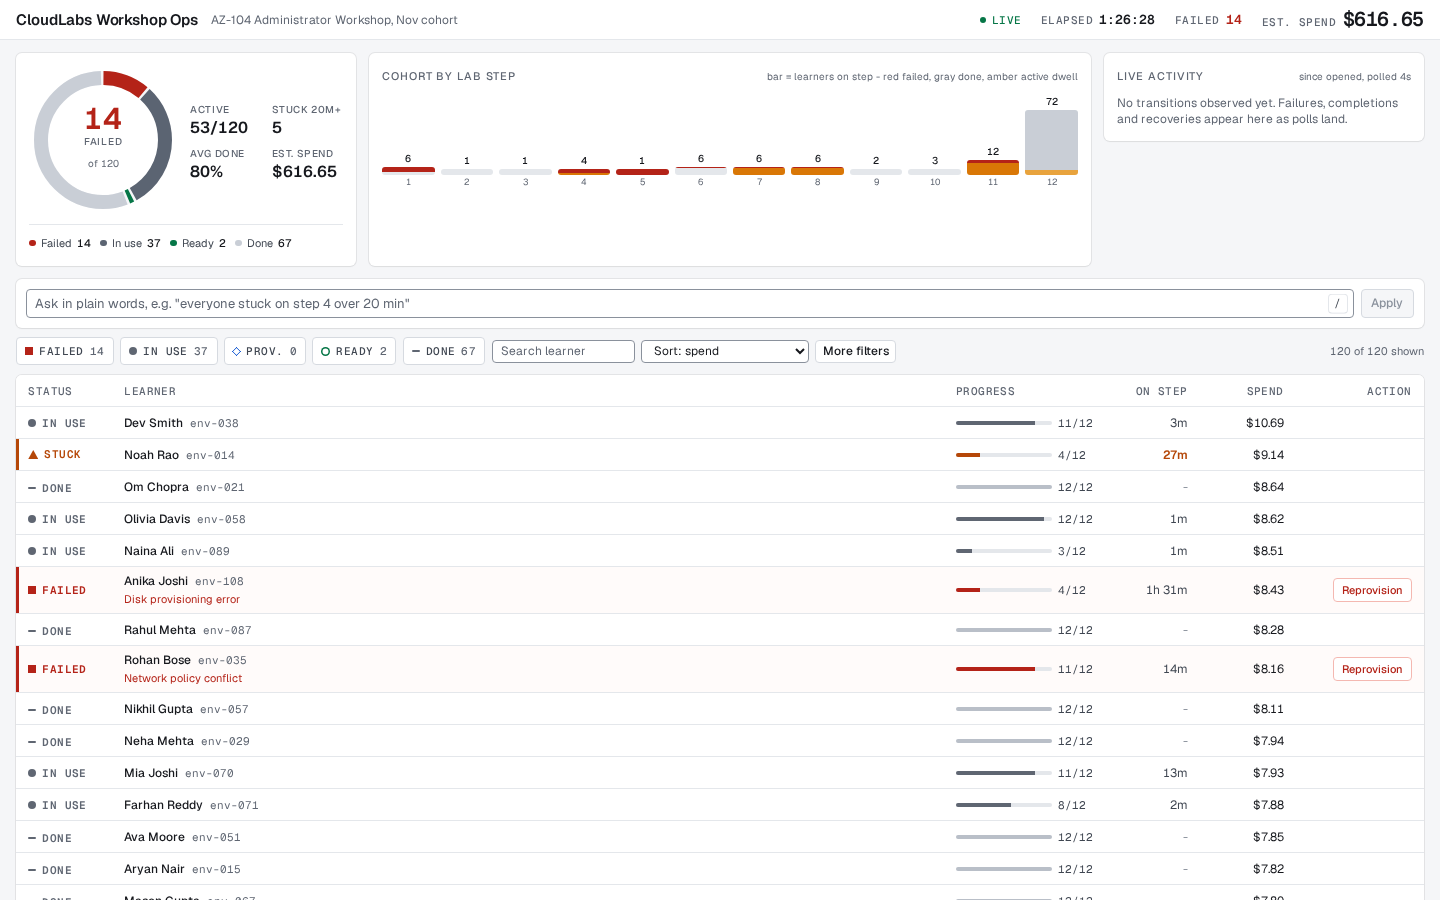 CloudLabs Workshop Ops AZ-104 Administrator Workshop, Nov cohort LIVE ELAPSED 1:26:28 FAILED 14 EST. SPEND $616.65
14
FAILED
of 120
ACTIVE STUCK 20M+
53/120 5
AVG DONE EST. SPEND
80% $616.65
Failed 14 In use 37 Ready 2 Done 67
COHORT BY LAB STEP bar = learners on step - red failed, gray done, amber active dwell
6 1 1 4 1 6 6 6 2 3 12 72
1 2 3 4 5 6 7 8 9 10 11 12
LIVE ACTIVITY since opened, polled 4s
No transitions observed yet. Failures, completions
and recoveries appear here as polls land.
Ask in plain words, e.g. "everyone stuck on step 4 over 20 min" / Apply
FAILED 14 IN USE 37 PROV. 0 READY 2 DONE 67 Search learner Sort: spend More filters 120 of 120 shown
STATUS LEARNER PROGRESS ON STEP SPEND ACTION
IN USE Dev Smith env-038 11/12 3m $10.69
STUCK Noah Rao env-014 4/12 27m $9.14
DONE Om Chopra env-021 12/12 - $8.64
IN USE Olivia Davis env-058 12/12 1m $8.62
IN USE Naina Ali env-089 3/12 1m $8.51
FAILED Anika Joshi env-108 4/12 1h 31m $8.43 Reprovision
Disk provisioning error
DONE Rahul Mehta env-087 12/12 - $8.28
FAILED Rohan Bose env-035 11/12 14m $8.16 Reprovision
Network policy conflict
DONE Nikhil Gupta env-057 12/12 - $8.11
DONE Neha Mehta env-029 12/12 - $7.94
IN USE Mia Joshi env-070 11/12 13m $7.93
IN USE Farhan Reddy env-071 8/12 2m $7.88
DONE Ava Moore env-051 12/12 - $7.85
DONE Aryan Nair env-015 12/12 - $7.82